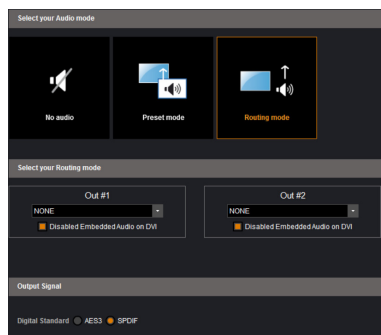 Select your Audio mode
No audio
Preset mode
Routing mode
Select your Routing mode
Out #1
Out #2
NONE
NONE
Disabled Embedded Audio on DVI
Disabled Embedded Audio on DVI
Output Signal
Digital Standard AES3 SPDIF